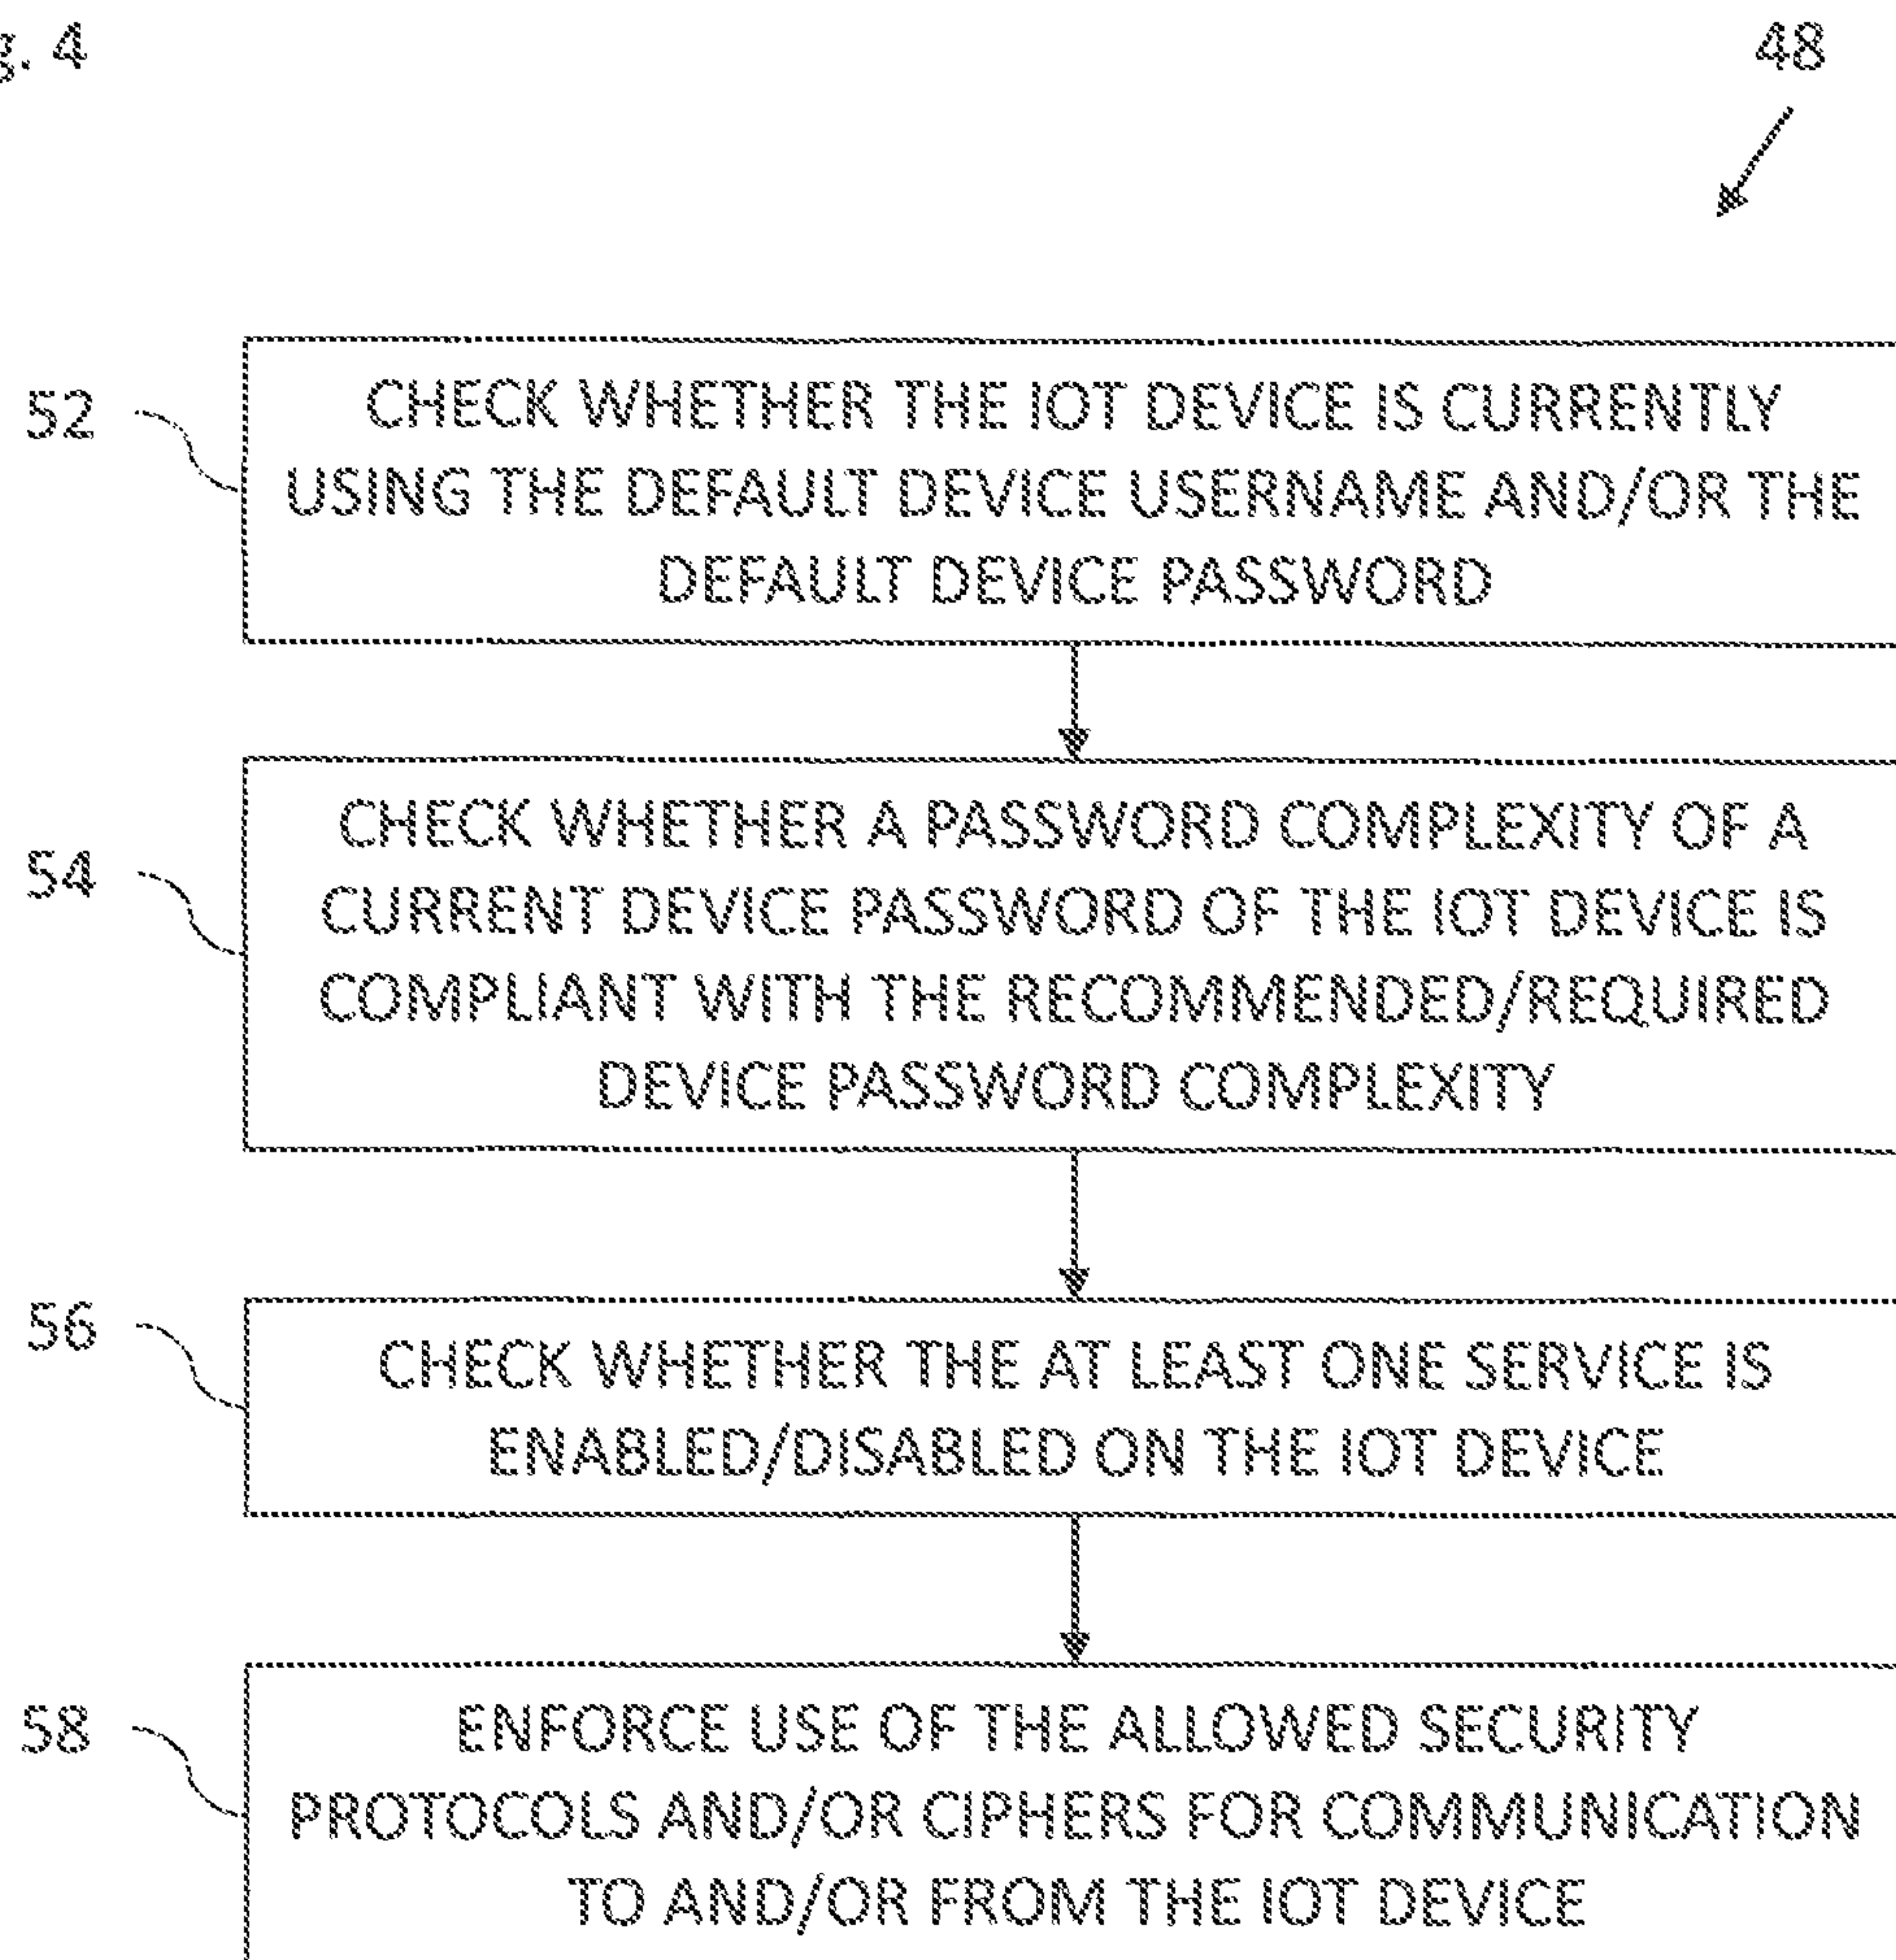 g. 4
48
52
CHECK WHETHER THE IOT DEVICE IS CURRENTLY
USING THE DEFAULT DEVICE USERNAME AND/OR THE
DEFAULT DEVICE PASSWORD
54
CHECK WHETHER A PASSWORD COMPLEXITY OF A
CURRENT DEVICE PASSWORD OF THE IOT DEVICE IS
COMPLIANT WITH THE RECOMMENDED/REQUIRED
DEVICE PASSWORD COMPLEXITY
56
CHECK WHETHER THE AT LEAST ONE SERVICE IS
ENABLED/DISABLED ON THE IOT DEVICE
58
ENFORCE USE OF THE ALLOWED SECURITY
PROTOCOLS AND/OR CIPHERS FOR COMMUNICATION
TO AND/OR FROM THE IOT DEVICE